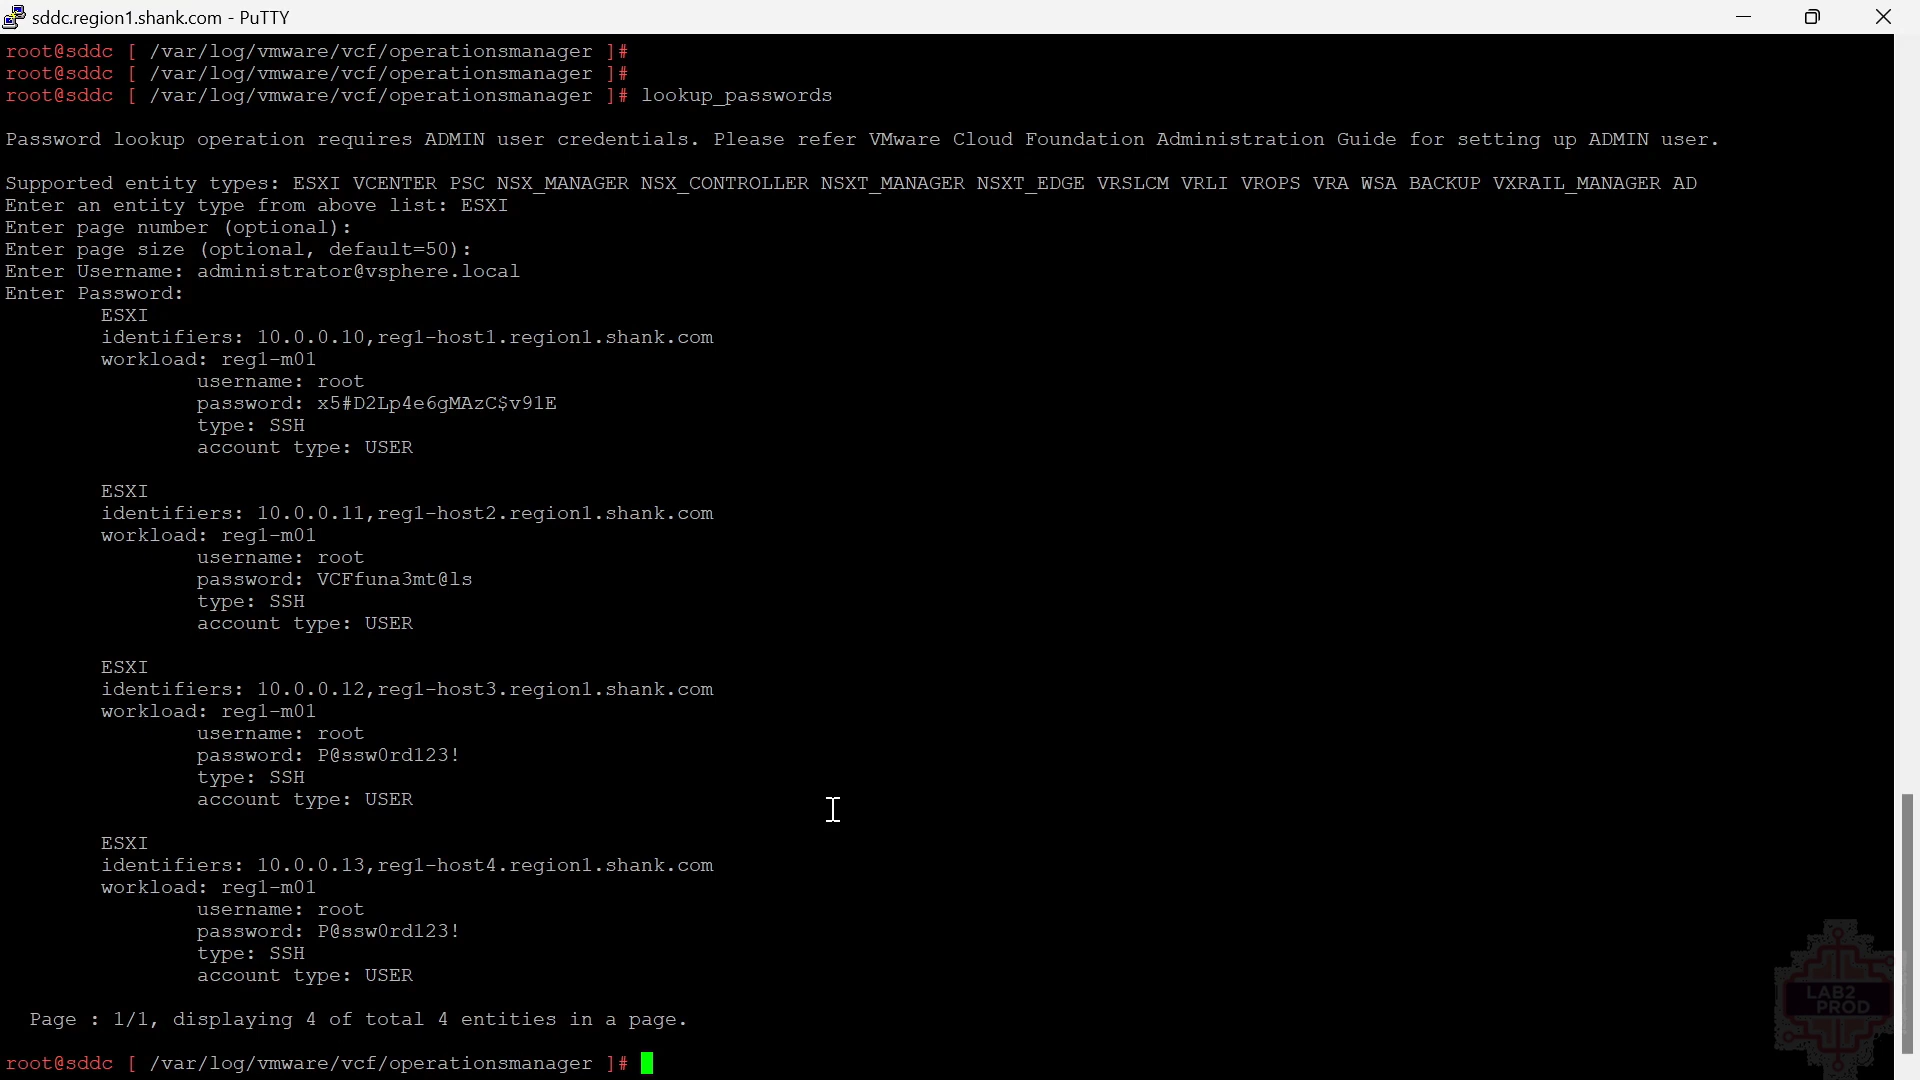 sddc.region1.shank.com - PuTTY
root@sddc [ /var/log/vmware/vcf/operationsmanager ]#
root@sddc [ /var/log/vmware/vcf/operationsmanager ]#
root@sddc [ /var/log/vmware/vcf/operationsmanager ]# lookup_passwords
Password lookup operation requires ADMIN user credentials. Please refer VMware Cloud Foundation Administration Guide for setting up ADMIN user.
Supported entity types: ESXI VCENTER PSC NSX_MANAGER NSX_CONTROLLER NSXT_MANAGER NSXT_EDGE VRSLCM VRLI VROPS VRA WSA BACKUP VXRAIL_MANAGER AD
Enter an entity type from above list: ESXI
Enter page number (optional):
Enter page size (optional, default=50):
Enter Username: administrator@vsphere.local
Enter Password:
ESXI
identifiers: 10.0.0.10,reg1-host1.region1.shank.com
workload: reg1-m01
username: root
password: x5#D2Lp4e6gMAzC$v91E
type: SSH
account type: USER
ESXI
identifiers: 10.0.0.11,reg1-host2.region1.shank.com
workload: reg1-m01
username: root
password: VCFfuna3mt@ls
type: SSH
account type: USER
ESXI
identifiers: 10.0.0.12,reg1-host3.region1.shank.com
workload: reg1-m01
username: root
password: P@ssw0rd123!
type: SSH
account type: USER
ESXI
identifiers: 10.0.0.13,reg1-host4.region1.shank.com
workload: reg1-m01
username: root
password: P@ssw0rd123!
type: SSH
account type: USER
Page : 1/1, displaying 4 of total 4 entities in a page.
root@sddc [ /var/log/vmware/vcf/operationsmanager ]#
LAB2
PROD